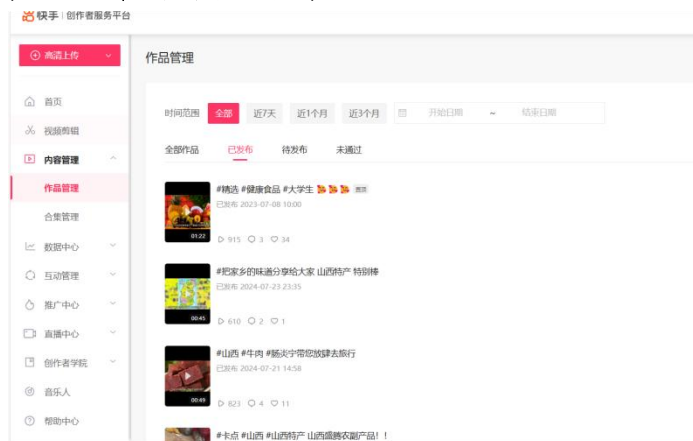 快手 | 创作者服务平台
高清上传
作品管理
首页
视频剪辑
内容管理
作品管理
合集管理
数据中心
互动管理
推广中心
直播中心
创作者学院
音乐人
帮助中心
时间范围 全部 近7天 近1个月 近3个月 开始日期 ~ 结束日期
全部作品 已发布 待发布 未通过
#精选 #健康食品 #大学生
已发布 2023-07-08 10:00
01:22
915 3 34
#把家乡的味道分享给大家 山西特产 特别棒
已发布 2024-07-23 23:35
00:45
610 2 1
#山西 #牛肉 #肠炎宁带您放肆去旅行
已发布 2024-07-21 14:58
00:49
823 4 11
#卡点 #山西 #山西特产 山西盛腾农副产品！！